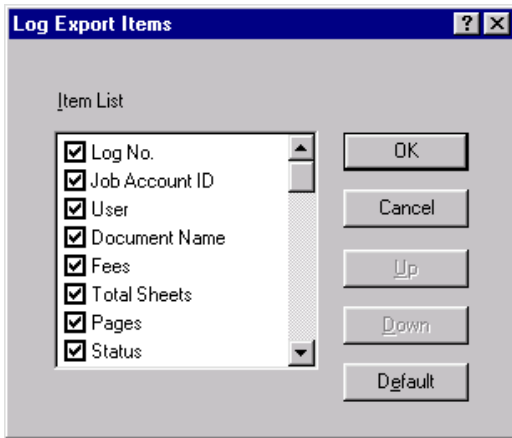 Log Export Items
Item List
Log No.
Job Account ID
User
Document Name
Fees
Total Sheets
Pages
Status
OK
Cancel
Up
Down
Default